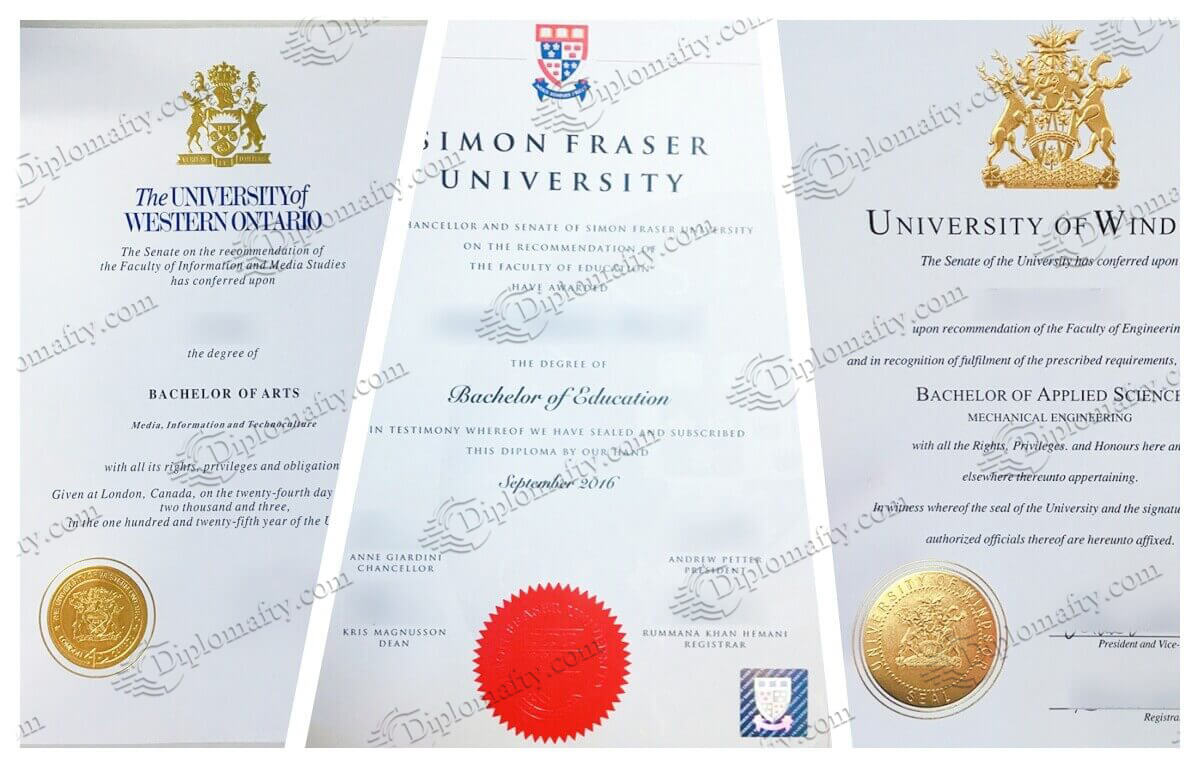 The UNIVERSITY of
WESTERN ONTARIO
The Senate on the recommendation of
the Faculty of Information and Media Studies
has conferred upon
the degree of
BACHELOR OF ARTS
Media, Information and Technoculture
with all its rights, privileges and obligation
Given at London, Canada, on the twenty-fourth day
two thousand and three,
in the one hundred and twenty-fifth year of the U
SIMON FRASER
UNIVERSITY
HANCELLOR AND SENATE OF SIMON FRASER UNIVERSITY
ON THE RECOMMENDATION OF
THE FACULTY OF EDUCATION
HAVE AWARDED
THE DEGREE OF
Bachelor of Education
IN TESTIMONY WHEREOF WE HAVE SEALED AND SUBSCRIBED
THIS DIPLOMA BY OUR HAND
September 2016
ANNE GIARDINI
CHANCELLOR
ANDREW PETTER
PRESIDENT
KRIS MAGNUSSON
DEAN
RUMMANA KHAN HEMANI
REGISTRAR
UNIVERSITY OF WIND
The Senate of the University has conferred upon
upon recommendation of the Faculty of Engineerin
and in recognition of fulfilment of the prescribed requirements,
BACHELOR OF APPLIED SCIENCE
MECHANICAL ENGINEERING
with all the Rights, Privileges. and Honours here an
elsewhere thereunto appertaining.
In witness whereof the seal of the University and the signatu
authorized officials thereof are hereunto affixed.
UNIVERSITY OF WINDSOR
SEAL
President and Vice-
Registra
Diplomafty.com